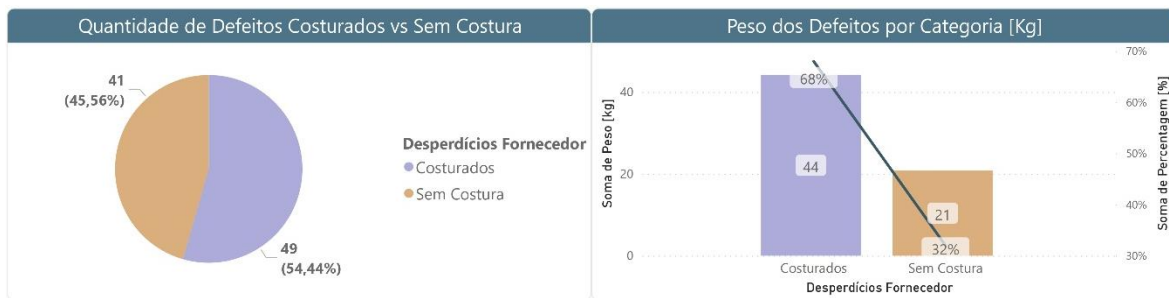 Quantidade de Defeitos Costurados vs Sem Costura
41
(45,56%)
Desperdícios Fornecedor
Costurados
Sem Costura
49
(54,44%)
Peso dos Defeitos por Categoria [Kg]
Soma de Peso [kg]
40
20
0
68%
44
21
32%
Costurados
Sem Costura
Desperdícios Fornecedor
70%
60%
50%
40%
30%
Soma de Percentagem [%]